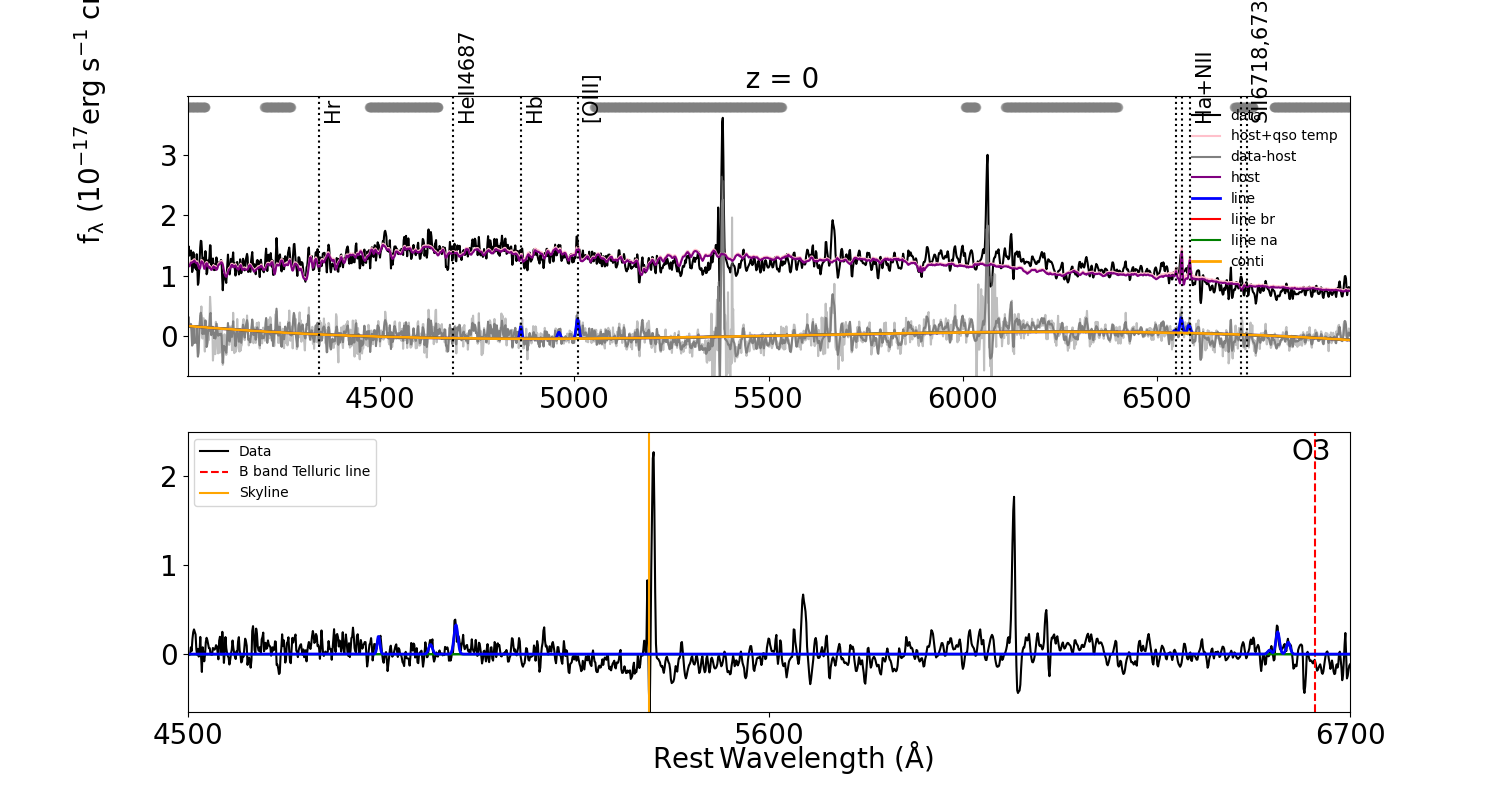 z = 0
fλ (10−17erg s−1 c
Hr
HeII4687
Hb
[OIII]
Ha+NII
SII6718,673
data
host+qso temp
data-host
host
line
line br
line na
conti
3
2
1
0
4500 5000 5500 6000 6500
Data
B band Telluric line
Skyline
O3
2
1
0
4500 5600 6700
Rest Wavelength (Å)